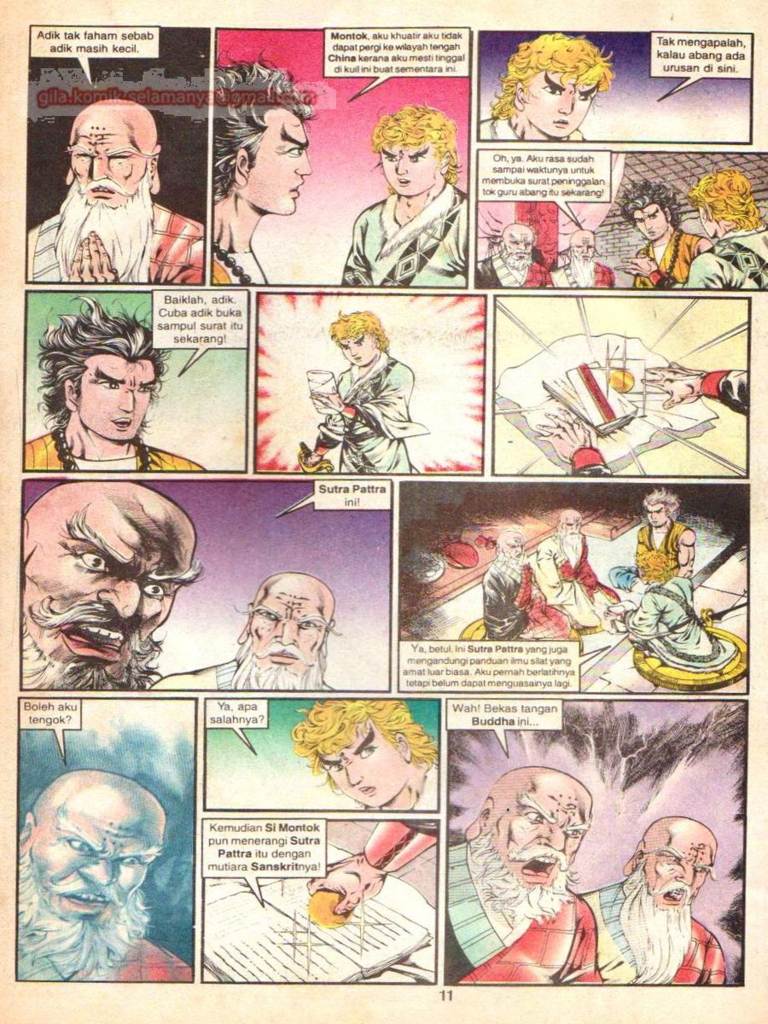 Adik tak faham sebab
adik masih kecil.
gila.komik.selamanya@gmail.com
Montok, aku khuatir aku tidak
dapat pergi ke wilayah tengah
China kerana aku mesti tinggal
di kuil ini buat sementara ini.
Tak mengapalah,
kalau abang ada
urusan di sini.
Oh, ya. Aku rasa sudah
sampai waktunya untuk
membuka surat peninggalan
tok guru abang itu sekarang!
Baiklah, adik.
Cuba adik buka
sampul surat itu
sekarang!
Sutra Pattra
ini!
Ya, betul. Ini Sutra Pattra yang juga
mengandungi panduan ilmu silat yang
amat luar biasa. Aku pernah berlatihnya
tetapi belum dapat menguasainya lagi.
Boleh aku
tengok?
Ya, apa
salahnya?
Kemudian Si Montok
pun menerangi Sutra
Pattra itu dengan
mutiara Sanskritnya!
Wah! Bekas tangan
Buddha ini...
11